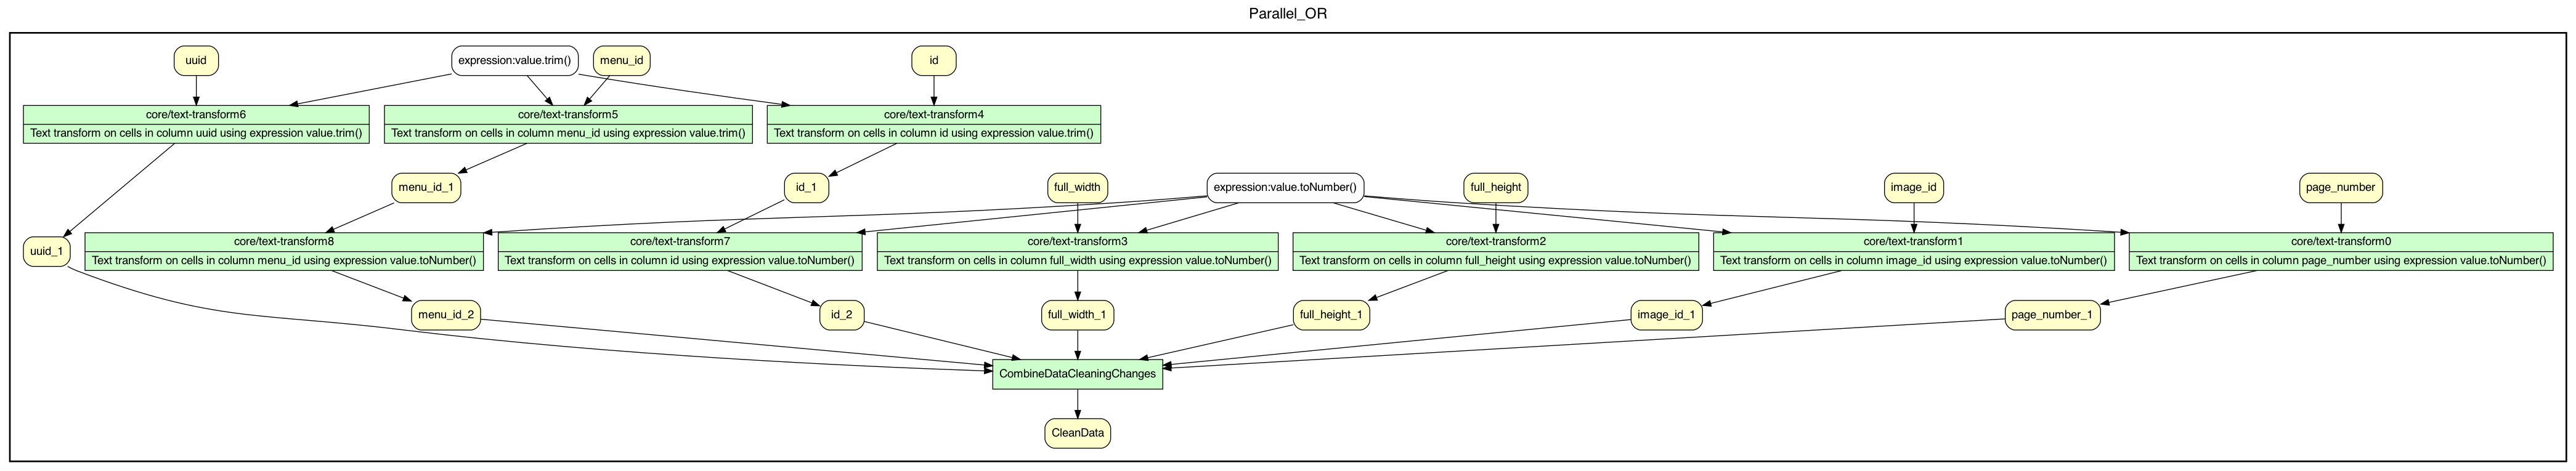 Parallel_OR
uuid
expression:value.trim()
menu_id
id
core/text-transform6
Text transform on cells in column uuid using expression value.trim()
core/text-transform5
Text transform on cells in column menu_id using expression value.trim()
core/text-transform4
Text transform on cells in column id using expression value.trim()
menu_id_1
id_1
full_width
expression:value.toNumber()
full_height
image_id
page_number
uuid_1
core/text-transform8
Text transform on cells in column menu_id using expression value.toNumber()
core/text-transform7
Text transform on cells in column id using expression value.toNumber()
core/text-transform3
Text transform on cells in column full_width using expression value.toNumber()
core/text-transform2
Text transform on cells in column full_height using expression value.toNumber()
core/text-transform1
Text transform on cells in column image_id using expression value.toNumber()
core/text-transform0
Text transform on cells in column page_number using expression value.toNumber()
menu_id_2
id_2
full_width_1
full_height_1
image_id_1
page_number_1
CombineDataCleaningChanges
CleanData